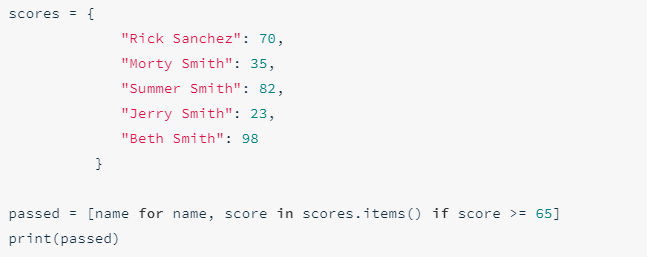 scores = {
"Rick Sanchez": 70,
"Morty Smith": 35,
"Summer Smith": 82,
"Jerry Smith": 23,
"Beth Smith": 98
}
passed = [name for name, score in scores.items() if score >= 65]
print(passed)